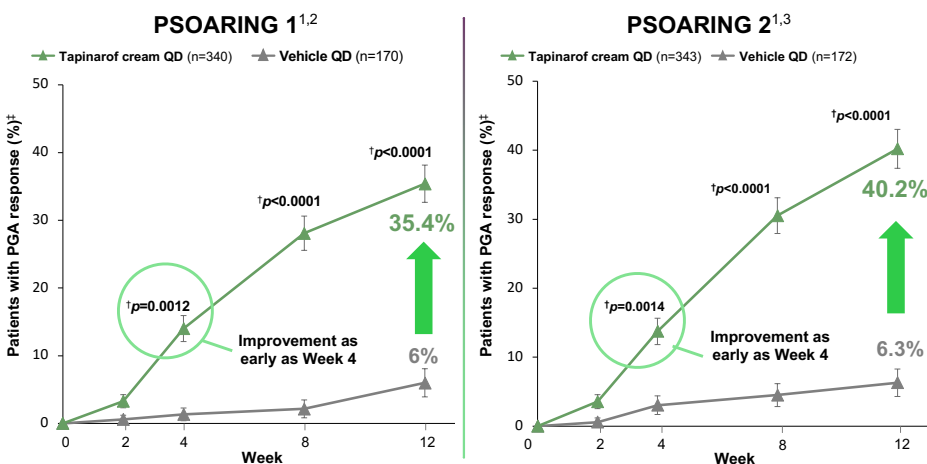 PSOARING 1¹,²
Tapinarof cream QD (n=340) Vehicle QD (n=170)
Patients with PGA response (%)‡
50
40
30
20
10
0
†p=0.0012
†p<0.0001
†p<0.0001
35.4%
Improvement as
early as Week 4
6%
0 2 4 8 12
Week
PSOARING 2¹,³
Tapinarof cream QD (n=343) Vehicle QD (n=172)
Patients with PGA response (%)‡
50
40
30
20
10
0
†p=0.0014
†p<0.0001
†p<0.0001
40.2%
Improvement as
early as Week 4
6.3%
0 2 4 8 12
Week